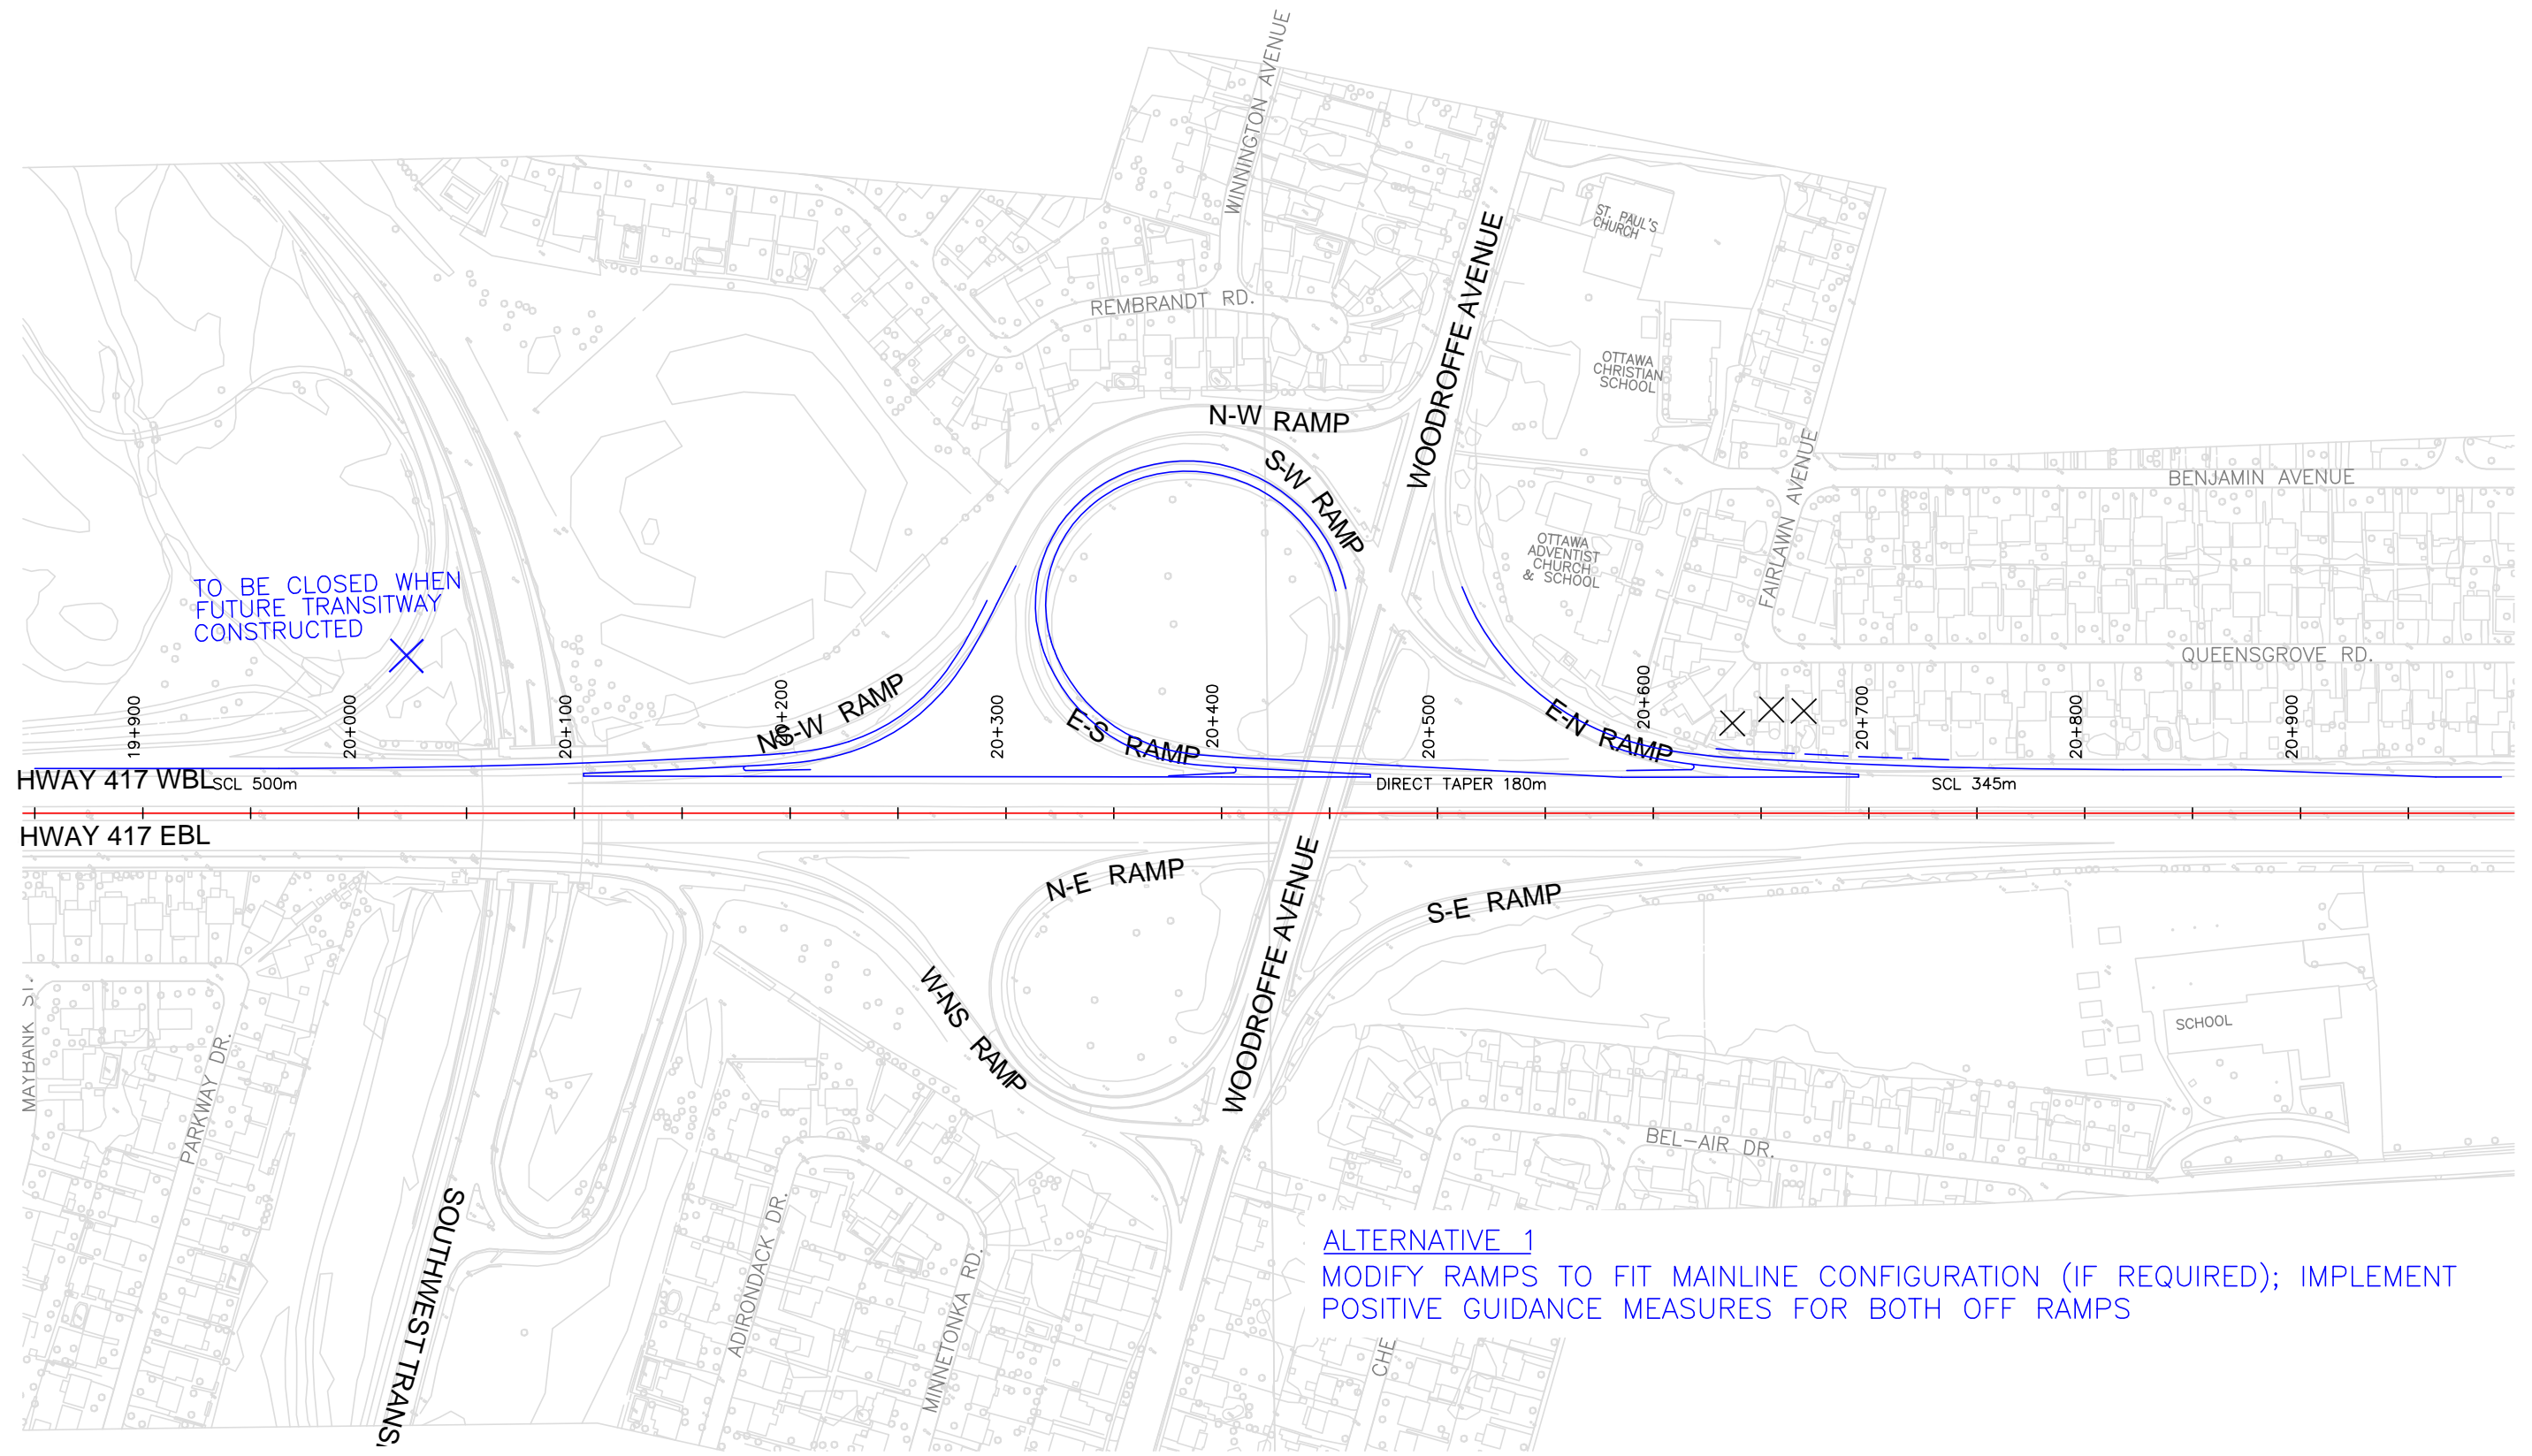 WINNINGTON AVENUE
ST. PAUL'S
CHURCH
WOODROFFE AVENUE
REMBRANDT RD.
OTTAWA
CHRISTIAN
SCHOOL
N-W RAMP
S-W RAMP
FAIRLAWN AVENUE
BENJAMIN AVENUE
OTTAWA
ADVENTIST
CHURCH
& SCHOOL
TO BE CLOSED WHEN
FUTURE TRANSITWAY
CONSTRUCTED
QUEENSGROVE RD.
19+900
20+000
20+100
20+200
20+300
20+400
20+500
20+600
20+700
20+800
20+900
NS-W RAMP
E-S RAMP
E-N RAMP
HWAY 417 WBL
SCL 500m
DIRECT TAPER 180m
SCL 345m
HWAY 417 EBL
N-E RAMP
S-E RAMP
WOODROFFE AVENUE
W-NS RAMP
MAYBANK ST.
PARKWAY DR.
SCHOOL
BEL-AIR DR.
SOUTHWEST TRANS
ADIRONDACK DR.
MINNETONKA RD.
CHE
ALTERNATIVE 1
MODIFY RAMPS TO FIT MAINLINE CONFIGURATION (IF REQUIRED); IMPLEMENT
POSITIVE GUIDANCE MEASURES FOR BOTH OFF RAMPS